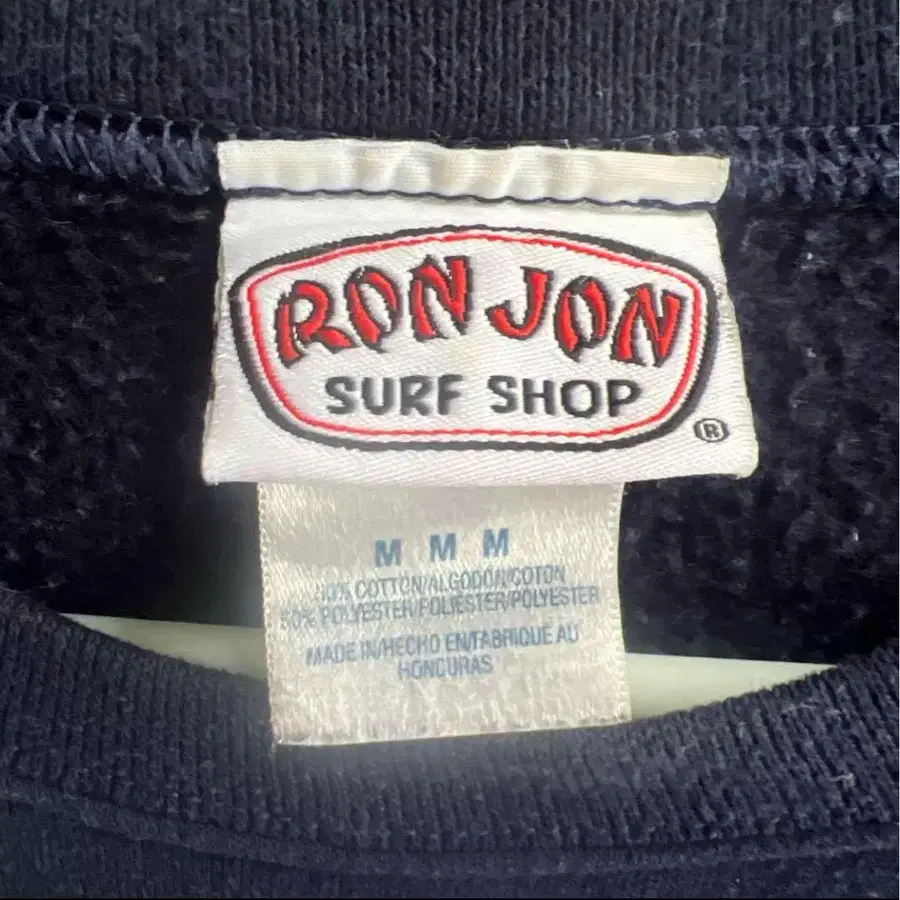 RON JON
SURF SHOP
®
M M M
COTTON/ALGODON/COTON
POLYESTER/POLIESTER/POLYESTER
MADE IN/HECHO EN/FABRIQUE AU
HONDURAS